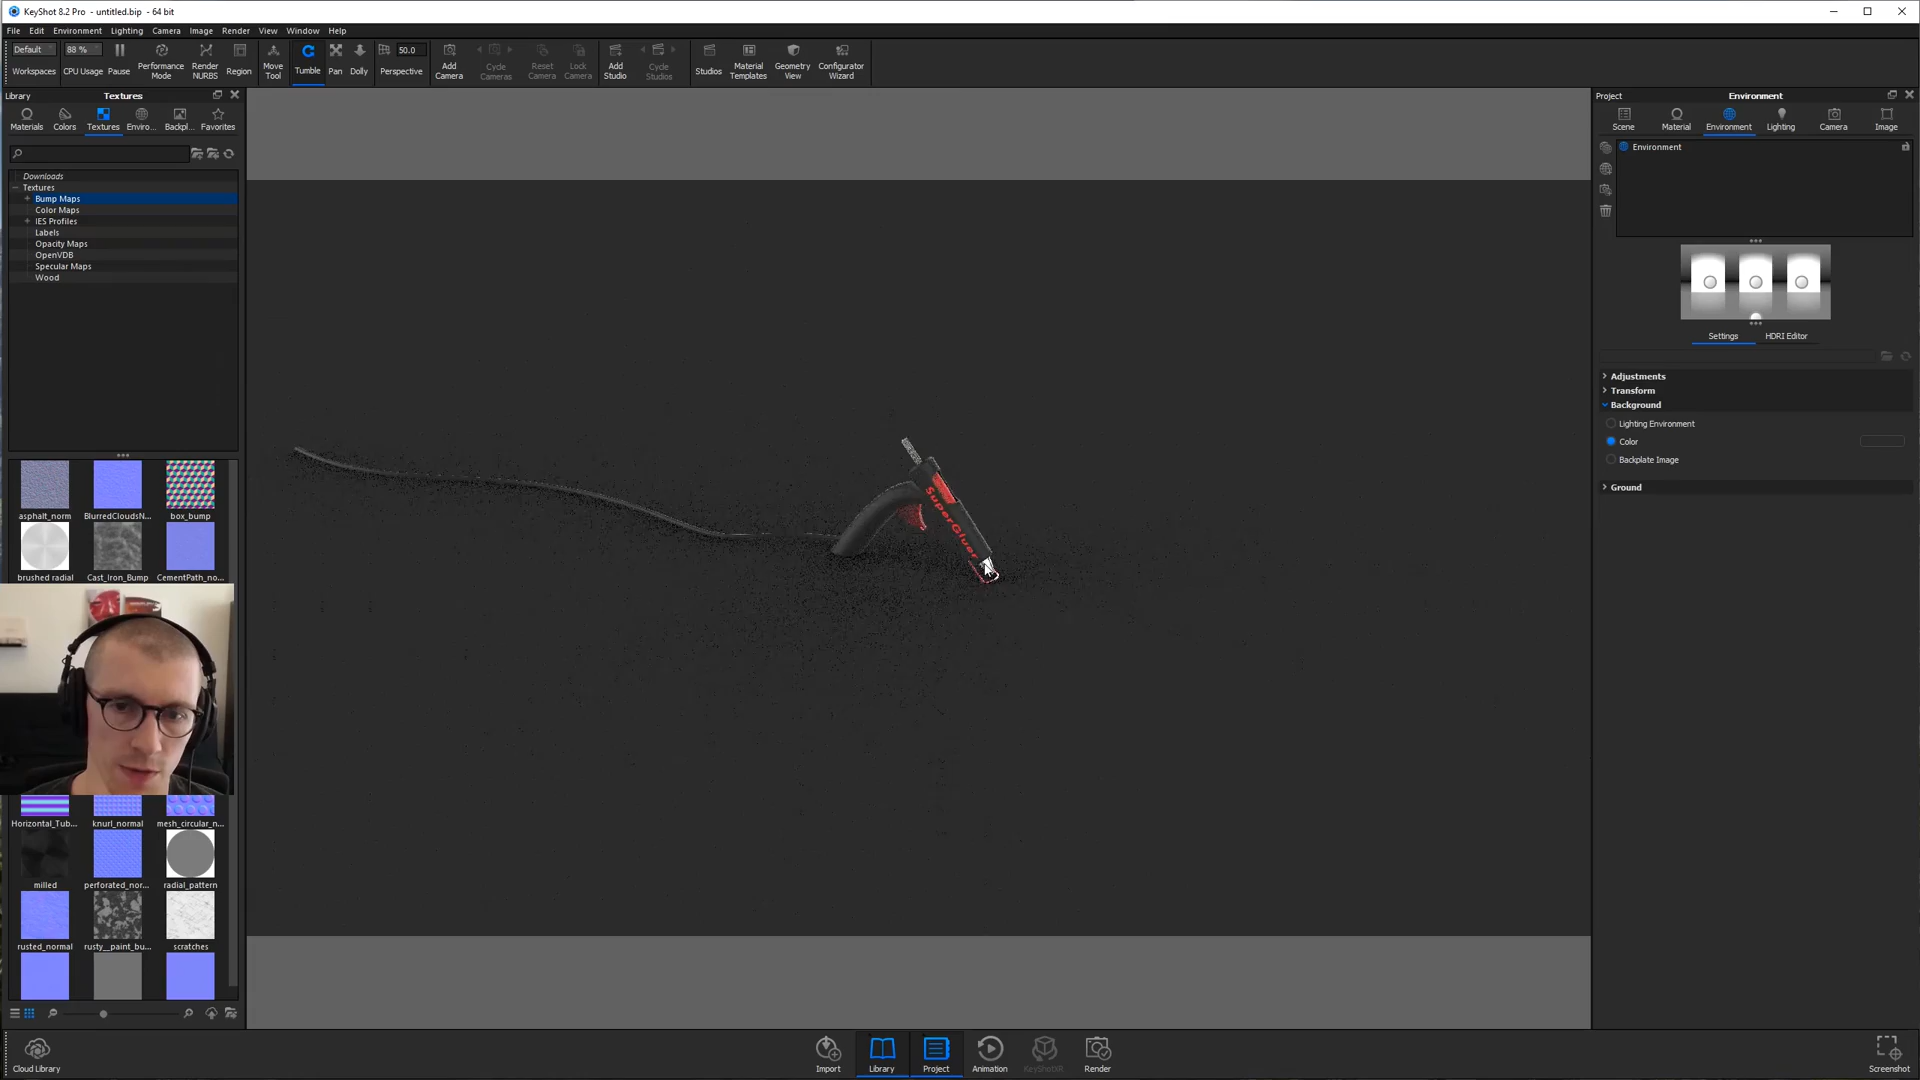 KeyShot 8.2 Pro - untitled.bip - 64 bit
File Edit Environment Lighting Camera Image Render View Window Help
Default 88 % 50.0
Workspaces CPU Usage Pause Performance Mode Render NURBS Region Move Tool Tumble Pan Dolly Perspective Add Camera Cycle Cameras Reset Camera Lock Camera Add Studio Cycle Studios Studios Material Templates Geometry View Configurator Wizard
Library Textures
Materials Colors Textures Enviro... Backpl... Favorites
Downloads
Textures
Bump Maps
Color Maps
IES Profiles
Labels
Opacity Maps
OpenVDB
Specular Maps
Wood
asphalt_norm BlurredCloudsN... box_bump
brushed radial Cast_Iron_Bump CementPath_no...
Horizontal_Tub... knurl_normal mesh_circular_n...
milled perforated_nor... radial_pattern
rusted_normal rusty_paint_bu... scratches
SuperGluer
Project Environment
Scene Material Environment Lighting Camera Image
Environment
Settings HDRI Editor
Adjustments
Transform
Background
Lighting Environment
Color
Backplate Image
Ground
Cloud Library Import Library Project Animation KeyShotXR Render Screenshot